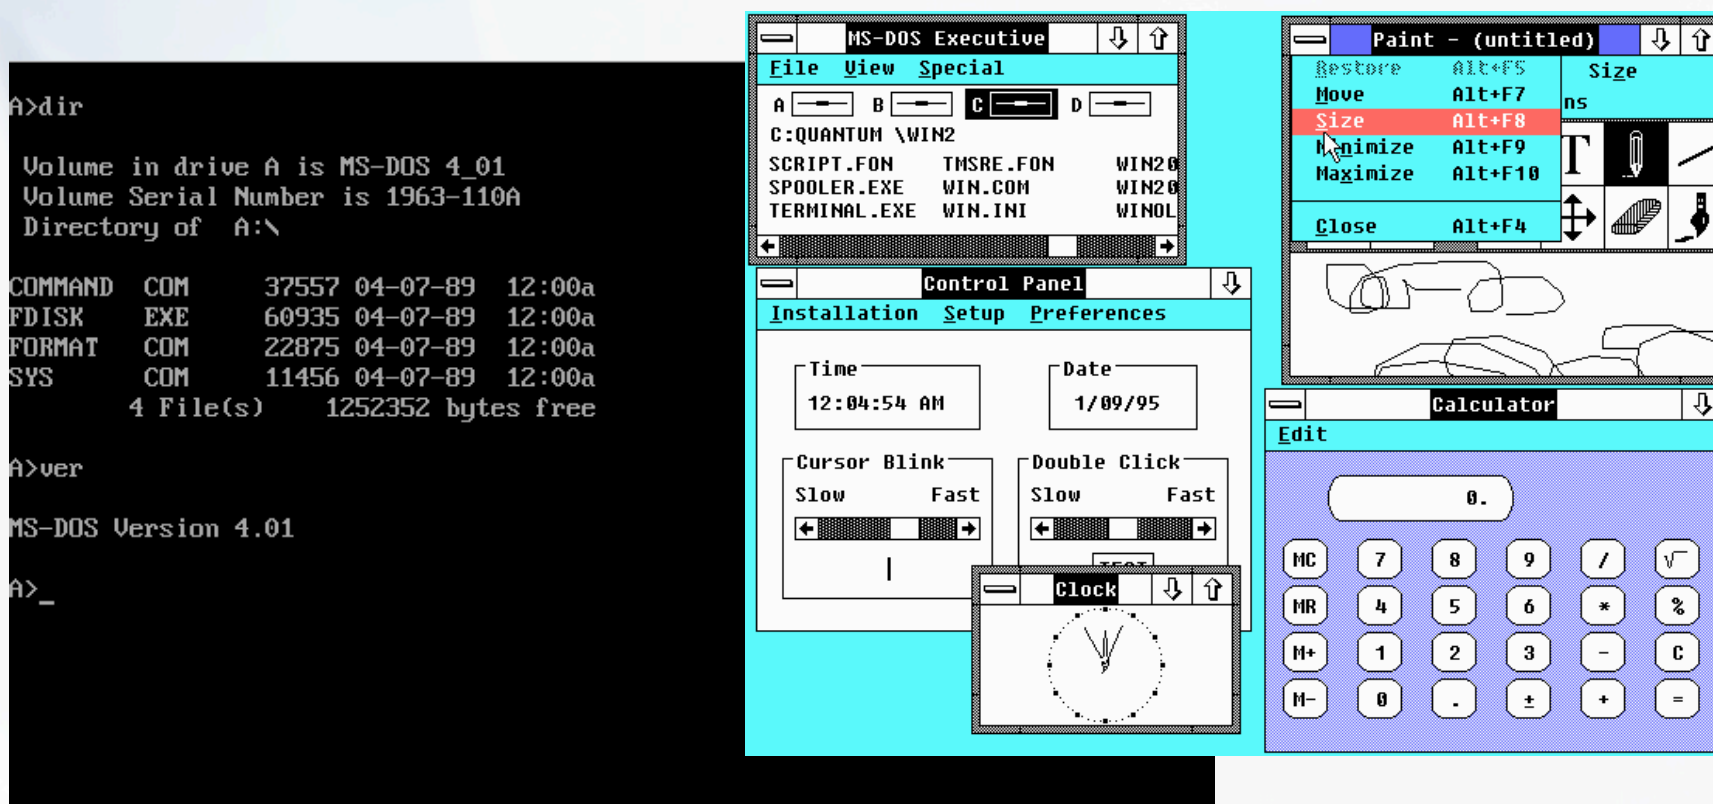 A>dir
Volume in drive A is MS-DOS 4_01
Volume Serial Number is 1963-110A
Directory of  A:\
COMMAND  COM     37557 04-07-89  12:00a
FDISK    EXE     60935 04-07-89  12:00a
FORMAT   COM     22875 04-07-89  12:00a
SYS      COM     11456 04-07-89  12:00a
4 File(s)    1252352 bytes free
A>ver
MS-DOS Version 4.01
A>_
MS-DOS Executive
File View Special
A B C D
C:QUANTUM \WIN2
SCRIPT.FON TMSRE.FON WIN20
SPOOLER.EXE WIN.COM WIN20
TERMINAL.EXE WIN.INI WINOL
Paint - (untitled)
Restore Alt+F5 Size
Move Alt+F7 ns
Size Alt+F8
Minimize Alt+F9
Maximize Alt+F10
Close Alt+F4
T
Control Panel
Installation Setup Preferences
Time Date
12:04:54 AM 1/09/95
Cursor Blink Double Click
Slow Fast Slow Fast
Clock
Calculator
Edit
0.
MC 7 8 9 / √
MR 4 5 6 * %
M+ 1 2 3 - C
M- 0 . ± + =